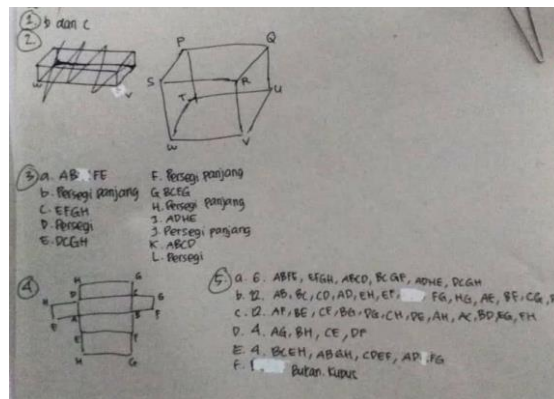 1. b dan c
2.
W V
P Q
S R
T U
W V
3 a. AB FE
b. Persegi panjang
C. EFGH
D. Persegi
E. DCGH
F. Persegi panjang
G. BCFG
H. Persegi panjang
I. ADHE
J. Persegi panjang
K. ABCD
L. Persegi
4
H G
H D C G
E A B F
E F
H G
5. a. 6. ABFE, EFGH, ABCD, BCGF, ADHE, DCGH
b. 12. AB, BC, CD, AD, EH, EF, FG, HG, AE, BF, CG,
C. 12. AF, BE, CF, BG, DG, CH, DE, AH, AC, BD, EG, FH
D. 4. AG, BH, CE, DF
E. 4. BCEH, ABGH, CDEF, AD FG
F. Bukan. Kubus